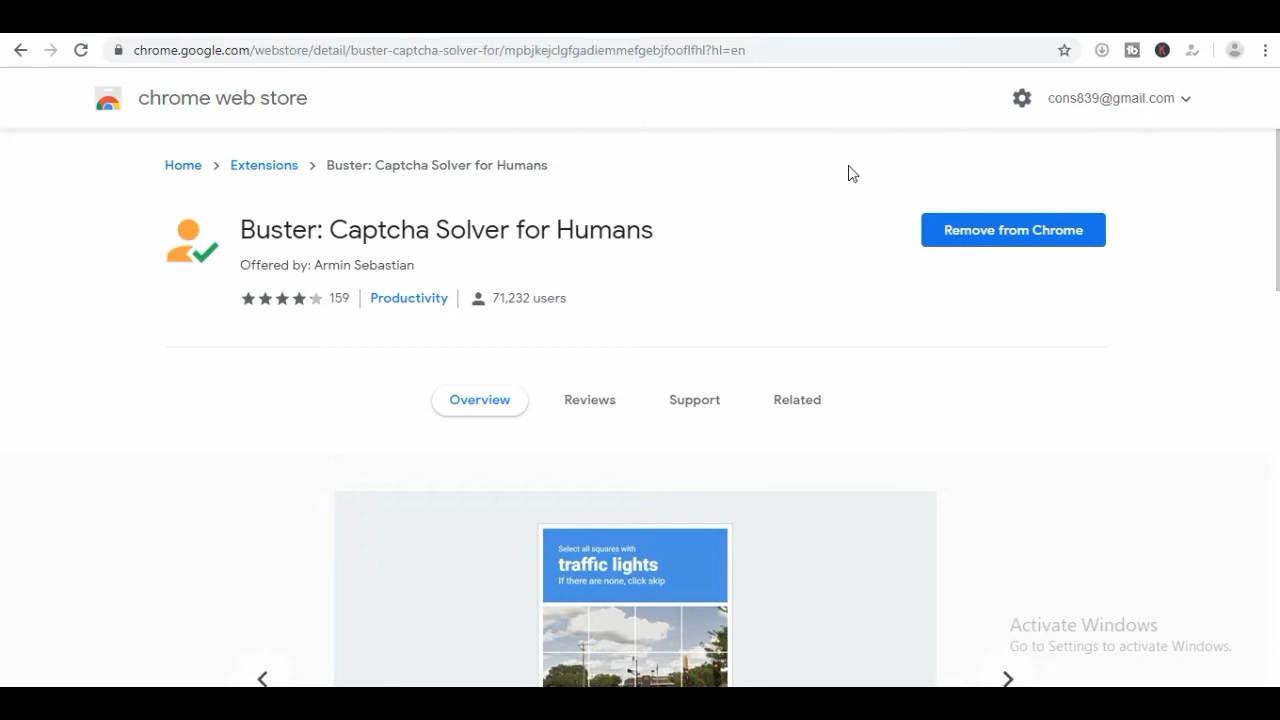 chrome.google.com/webstore/detail/buster-captcha-solver-for/mpbjkejclgfgadiemmefgebjfooflfhl?hl=en
chrome web store
cons839@gmail.com
Home > Extensions > Buster: Captcha Solver for Humans
Buster: Captcha Solver for Humans
Remove from Chrome
Offered by: Armin Sebastian
159
Productivity
71,232 users
Overview
Reviews
Support
Related
Select all squares with
traffic lights
If there are none, click skip
Activate Windows
Go to Settings to activate Windows.